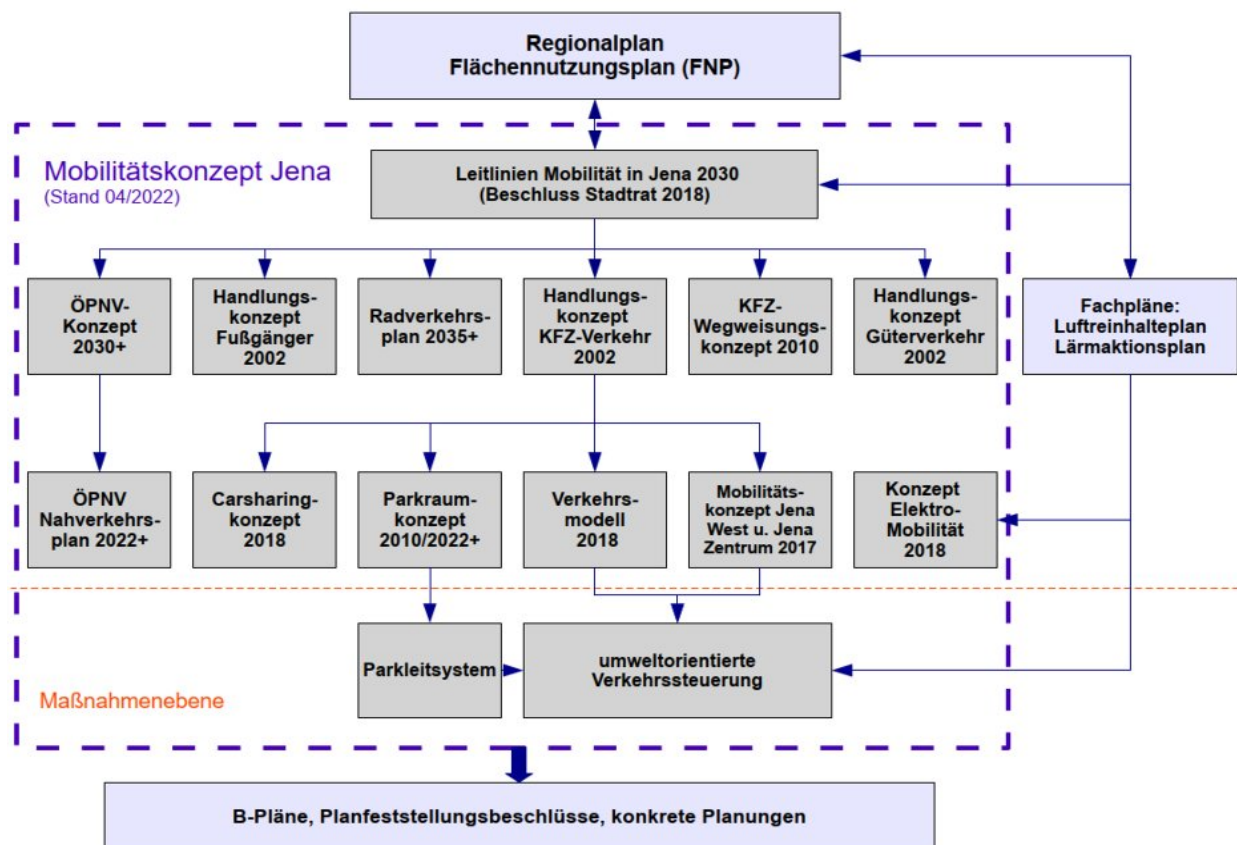 Regionalplan
Flächennutzungsplan (FNP)
Mobilitätskonzept Jena
(Stand 04/2022)
Leitlinien Mobilität in Jena 2030
(Beschluss Stadtrat 2018)
ÖPNV-
Konzept
2030+
Handlungs-
konzept
Fußgänger
2002
Radverkehrs-
plan 2035+
Handlungs-
konzept
KFZ-Verkehr
2002
KFZ-
Wegweisungs-
konzept 2010
Handlungs-
konzept
Güterverkehr
2002
Fachpläne:
Luftreinhalteplan
Lärmaktionsplan
ÖPNV
Nahverkehrs-
plan 2022+
Carsharing-
konzept
2018
Parkraum-
konzept
2010/2022+
Verkehrs-
modell
2018
Mobilitäts-
konzept Jena
West u. Jena
Zentrum 2017
Konzept
Elektro-
Mobilität
2018
Parkleitsystem
umweltorientierte
Verkehrssteuerung
Maßnahmenebene
B-Pläne, Planfeststellungsbeschlüsse, konkrete Planungen